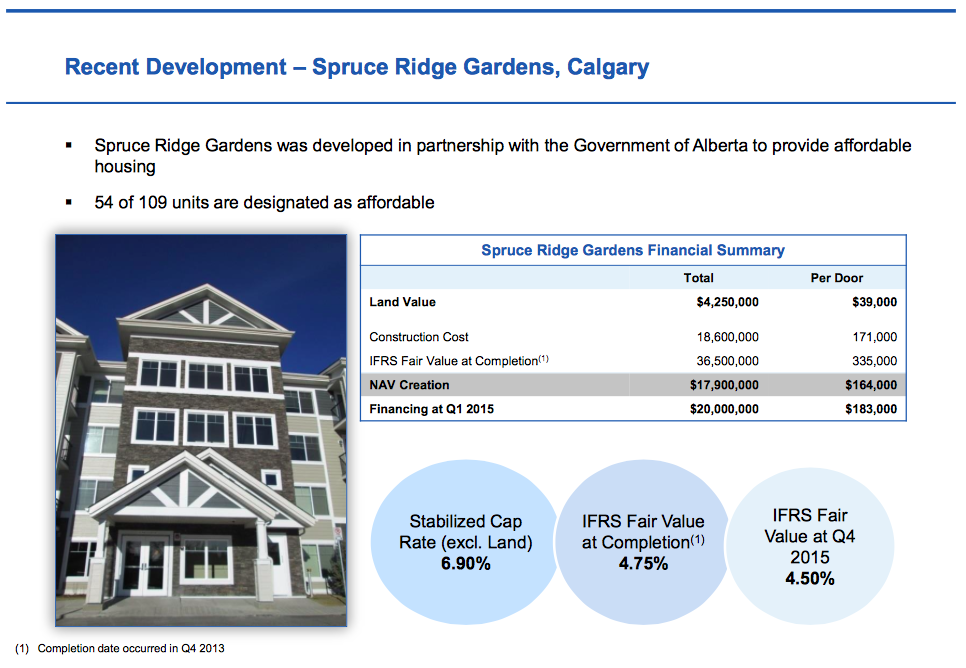 Recent Development – Spruce Ridge Gardens, Calgary
▪ Spruce Ridge Gardens was developed in partnership with the Government of Alberta to provide affordable
housing
▪ 54 of 109 units are designated as affordable
Spruce Ridge Gardens Financial Summary
Total Per Door
Land Value $4,250,000 $39,000
Construction Cost 18,600,000 171,000
IFRS Fair Value at Completion(1) 36,500,000 335,000
NAV Creation $17,900,000 $164,000
Financing at Q1 2015 $20,000,000 $183,000
Stabilized Cap
Rate (excl. Land)
6.90%
IFRS Fair Value
at Completion(1)
4.75%
IFRS Fair
Value at Q4
2015
4.50%
(1) Completion date occurred in Q4 2013